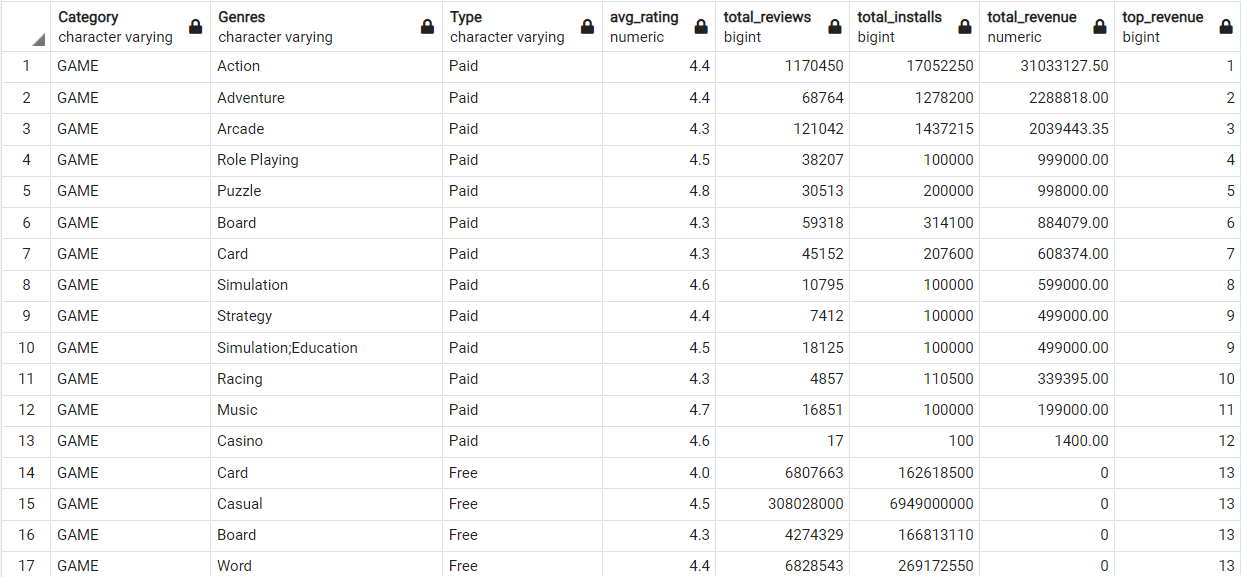 Category Genres Type avg_rating total_reviews total_installs total_revenue top_revenue
character varying character varying character varying numeric bigint bigint numeric bigint
1 GAME Action Paid 4.4 1170450 17052250 31033127.50 1
2 GAME Adventure Paid 4.4 68764 1278200 2288818.00 2
3 GAME Arcade Paid 4.3 121042 1437215 2039443.35 3
4 GAME Role Playing Paid 4.5 38207 100000 999000.00 4
5 GAME Puzzle Paid 4.8 30513 200000 998000.00 5
6 GAME Board Paid 4.3 59318 314100 884079.00 6
7 GAME Card Paid 4.3 45152 207600 608374.00 7
8 GAME Simulation Paid 4.6 10795 100000 599000.00 8
9 GAME Strategy Paid 4.4 7412 100000 499000.00 9
10 GAME Simulation;Education Paid 4.5 18125 100000 499000.00 9
11 GAME Racing Paid 4.3 4857 110500 339395.00 10
12 GAME Music Paid 4.7 16851 100000 199000.00 11
13 GAME Casino Paid 4.6 17 100 1400.00 12
14 GAME Card Free 4.0 6807663 162618500 0 13
15 GAME Casual Free 4.5 308028000 6949000000 0 13
16 GAME Board Free 4.3 4274329 166813110 0 13
17 GAME Word Free 4.4 6828543 269172550 0 13